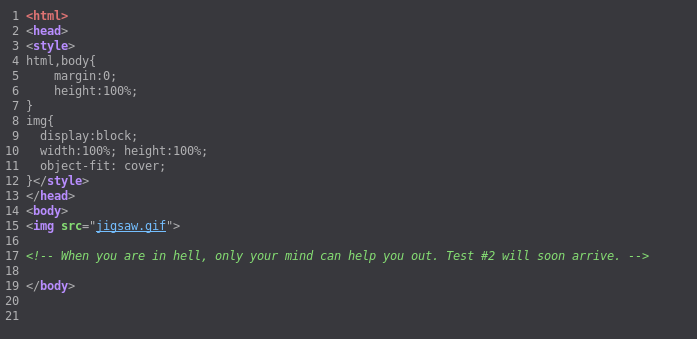 1 <html>
2 <head>
3 <style>
4 html,body{
5     margin:0;
6     height:100%;
7 }
8 img{
9   display:block;
10   width:100%; height:100%;
11   object-fit: cover;
12 }</style>
13 </head>
14 <body>
15 <img src="jigsaw.gif">
16
17 <!-- When you are in hell, only your mind can help you out. Test #2 will soon arrive. -->
18
19 </body>
20
21